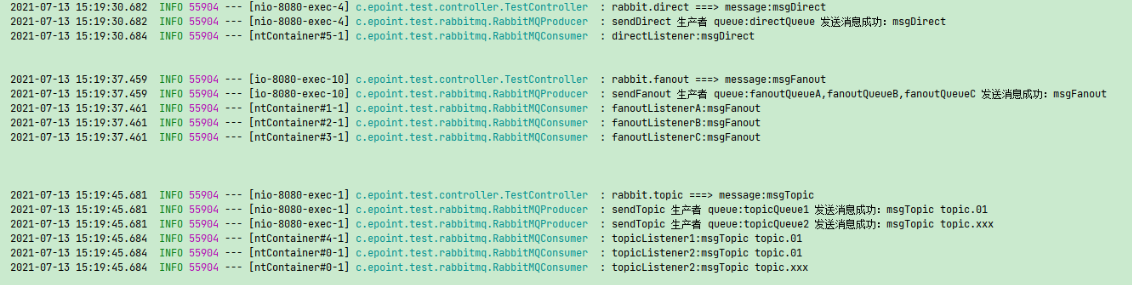 2021-07-13 15:19:30.682  INFO 55904 --- [nio-8080-exec-4] c.epoint.test.controller.TestController  : rabbit.direct ===> message:msgDirect
2021-07-13 15:19:30.682  INFO 55904 --- [nio-8080-exec-4] c.epoint.test.rabbitmq.RabbitMQProducer  : sendDirect 生产者 queue:directQueue 发送消息成功：msgDirect
2021-07-13 15:19:30.684  INFO 55904 --- [ntContainer#5-1] c.epoint.test.rabbitmq.RabbitMQConsumer  : directListener:msgDirect
2021-07-13 15:19:37.459  INFO 55904 --- [io-8080-exec-10] c.epoint.test.controller.TestController  : rabbit.fanout ===> message:msgFanout
2021-07-13 15:19:37.459  INFO 55904 --- [io-8080-exec-10] c.epoint.test.rabbitmq.RabbitMQProducer  : sendFanout 生产者 queue:fanoutQueueA,fanoutQueueB,fanoutQueueC 发送消息成功：msgFanout
2021-07-13 15:19:37.461  INFO 55904 --- [ntContainer#1-1] c.epoint.test.rabbitmq.RabbitMQConsumer  : fanoutListenerA:msgFanout
2021-07-13 15:19:37.461  INFO 55904 --- [ntContainer#2-1] c.epoint.test.rabbitmq.RabbitMQConsumer  : fanoutListenerB:msgFanout
2021-07-13 15:19:37.461  INFO 55904 --- [ntContainer#3-1] c.epoint.test.rabbitmq.RabbitMQConsumer  : fanoutListenerC:msgFanout
2021-07-13 15:19:45.681  INFO 55904 --- [nio-8080-exec-1] c.epoint.test.controller.TestController  : rabbit.topic ===> message:msgTopic
2021-07-13 15:19:45.681  INFO 55904 --- [nio-8080-exec-1] c.epoint.test.rabbitmq.RabbitMQProducer  : sendTopic 生产者 queue:topicQueue1 发送消息成功：msgTopic topic.01
2021-07-13 15:19:45.681  INFO 55904 --- [nio-8080-exec-1] c.epoint.test.rabbitmq.RabbitMQProducer  : sendTopic 生产者 queue:topicQueue2 发送消息成功：msgTopic topic.xxx
2021-07-13 15:19:45.684  INFO 55904 --- [ntContainer#4-1] c.epoint.test.rabbitmq.RabbitMQConsumer  : topicListener1:msgTopic topic.01
2021-07-13 15:19:45.684  INFO 55904 --- [ntContainer#0-1] c.epoint.test.rabbitmq.RabbitMQConsumer  : topicListener2:msgTopic topic.01
2021-07-13 15:19:45.684  INFO 55904 --- [ntContainer#0-1] c.epoint.test.rabbitmq.RabbitMQConsumer  : topicListener2:msgTopic topic.xxx